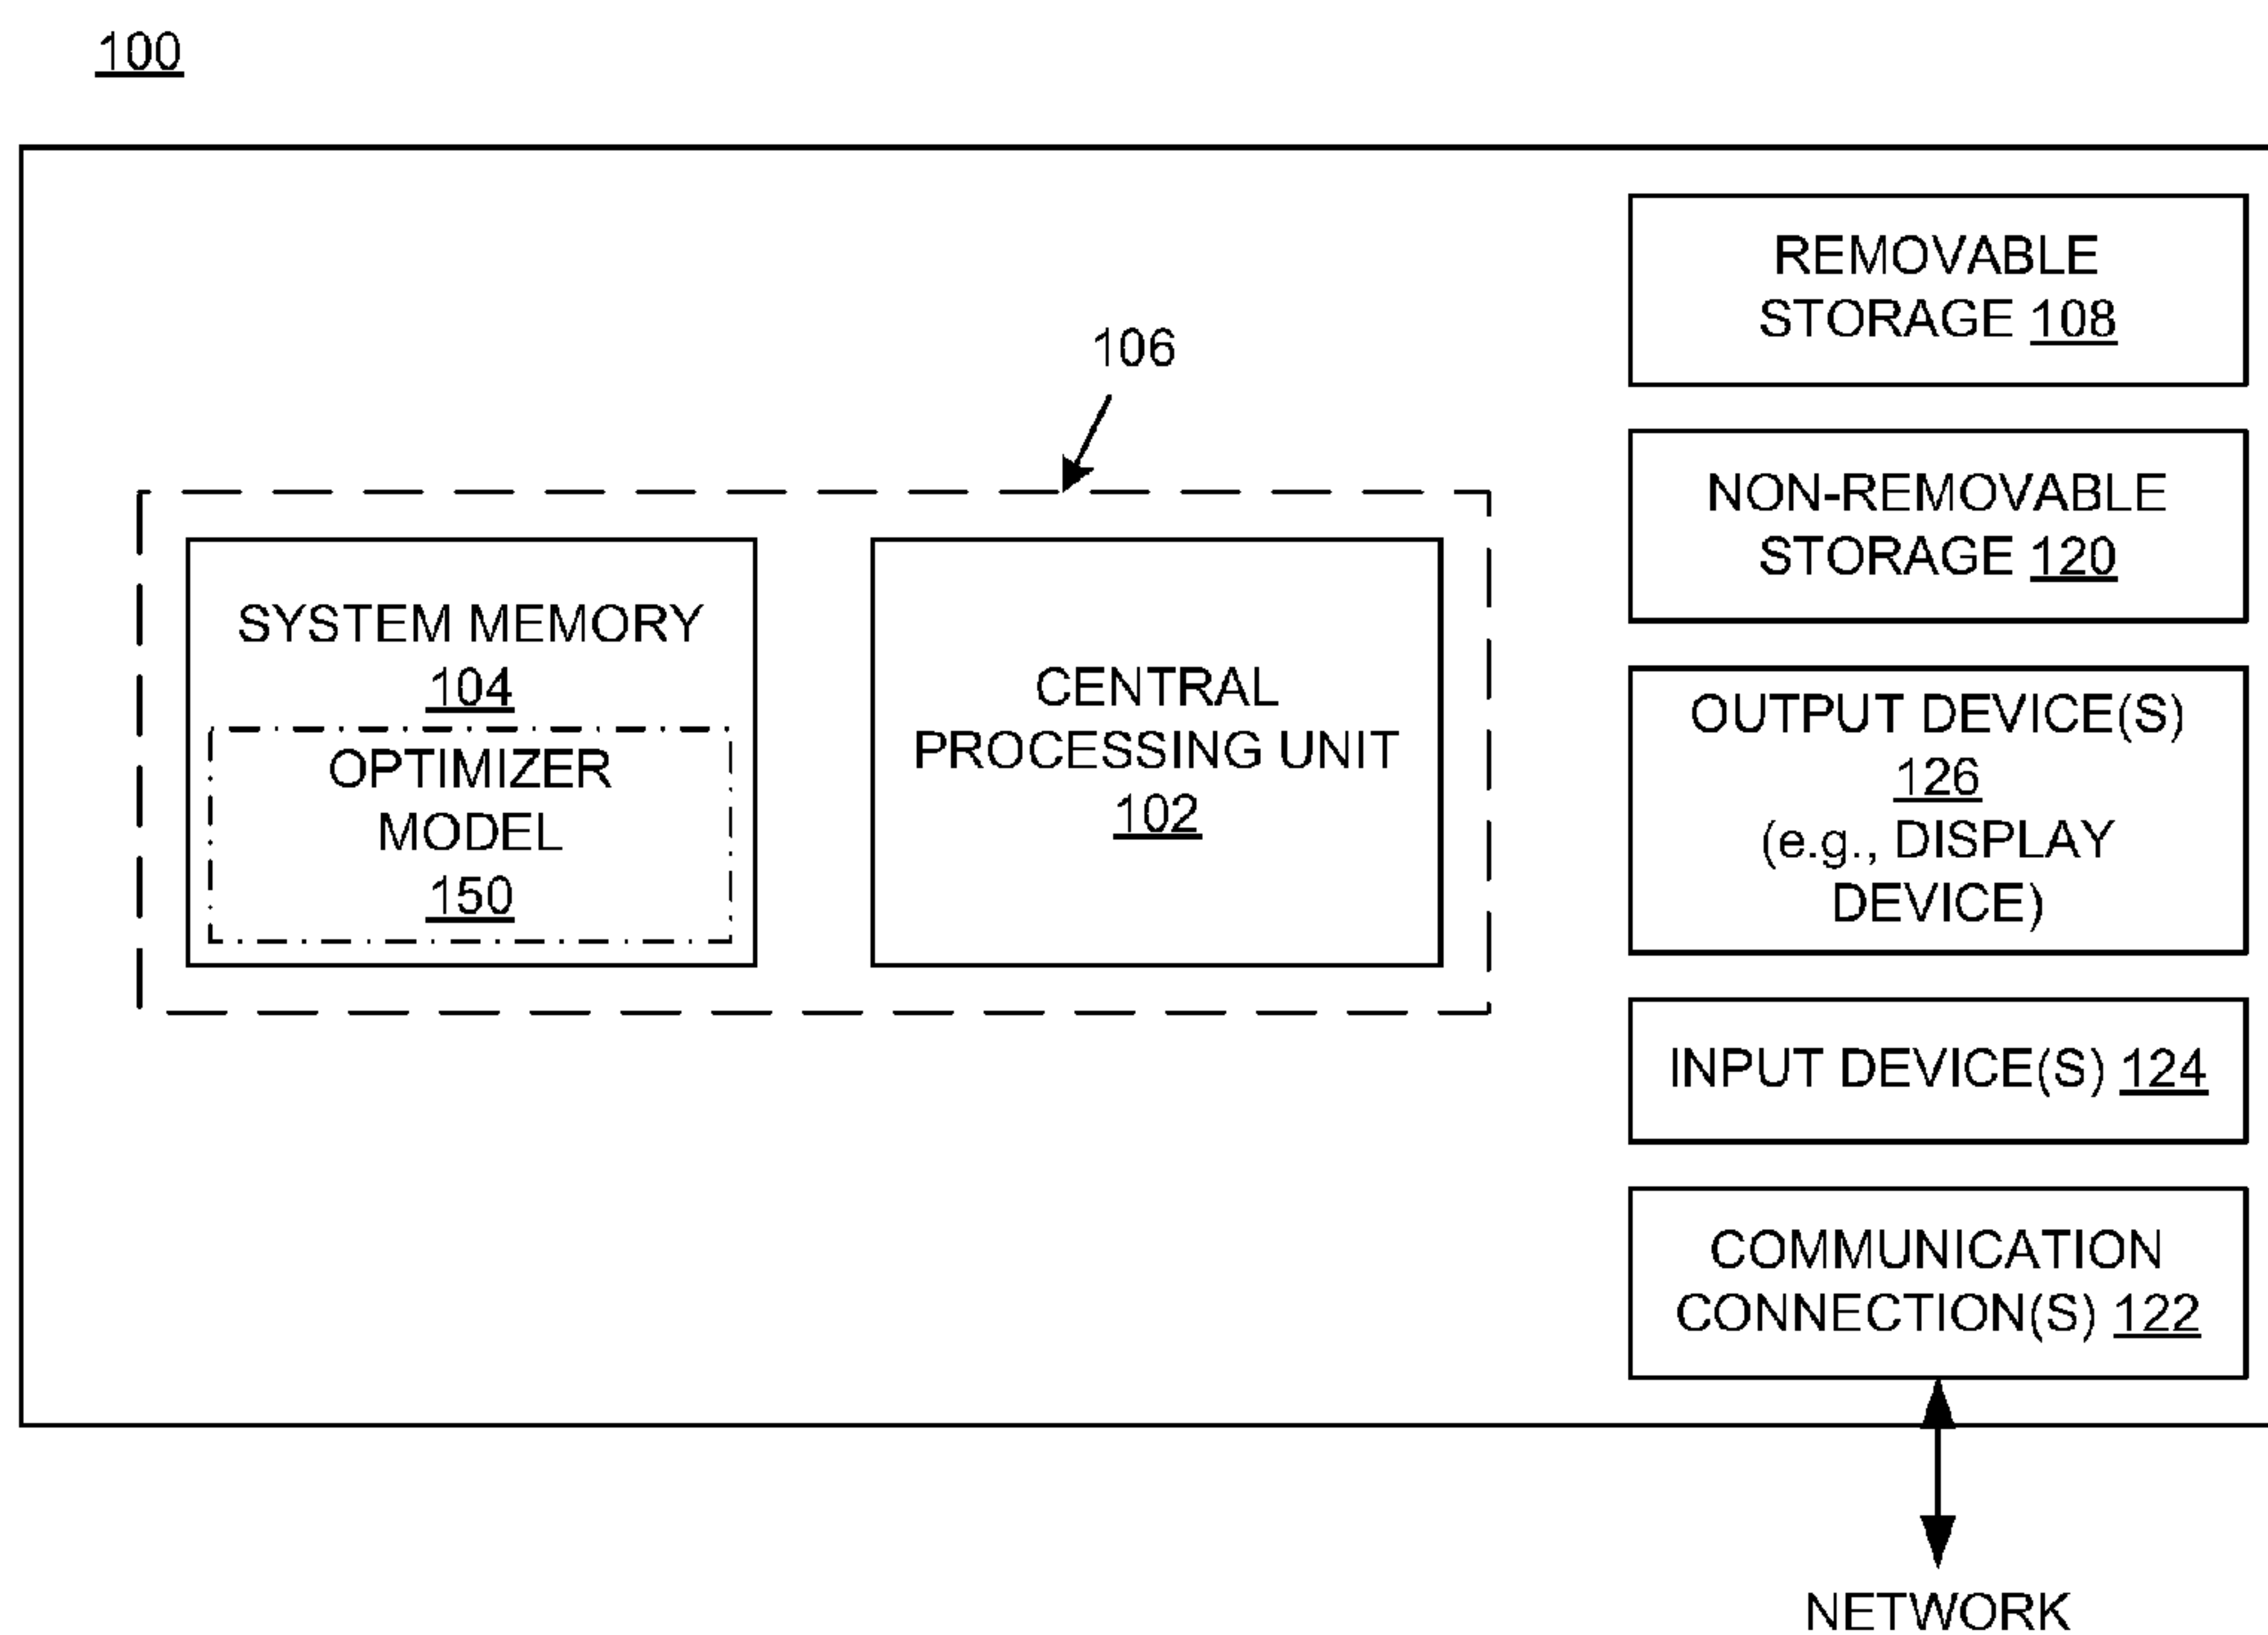 100
106
SYSTEM MEMORY
104
OPTIMIZER
MODEL
150
CENTRAL
PROCESSING UNIT
102
REMOVABLE
STORAGE 108
NON-REMOVABLE
STORAGE 120
OUTPUT DEVICE(S)
126
(e.g., DISPLAY
DEVICE)
INPUT DEVICE(S) 124
COMMUNICATION
CONNECTION(S) 122
NETWORK